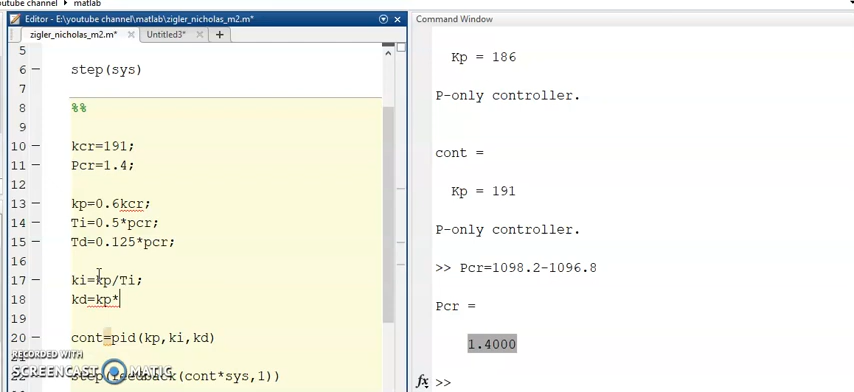 youtube channel ▸ matlab
Editor - E:\youtube channel\matlab\zigler_nicholas_m2.m*
zigler_nicholas_m2.m* × Untitled3* × +
5
6 — step(sys)
7
8 %%
9
10 — kcr=191;
11 — Pcr=1.4;
12
13 — kp=0.6kcr;
14 — Ti=0.5*pcr;
15 — Td=0.125*pcr;
16
17 — ki=kp/Ti;
18 — kd=kp*
19
20 — cont=pid(kp,ki,kd)
22 — step(feedback(cont*sys,1))
RECORDED WITH
SCREENCAST MATIC
Command Window
Kp = 186
P-only controller.
cont =
Kp = 191
P-only controller.
>> Pcr=1098.2-1096.8
Pcr =
1.4000
fx >>